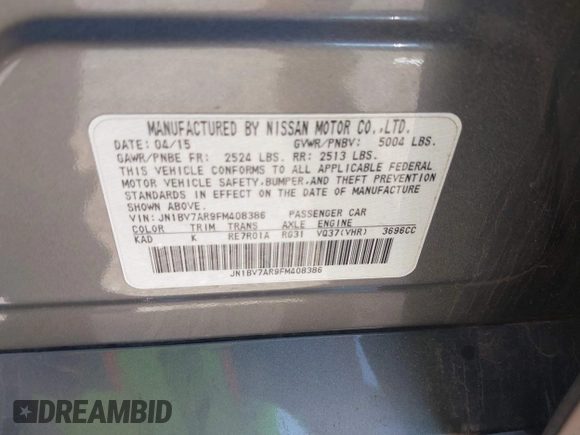 MANUFACTURED BY NISSAN MOTOR CO.,LTD.
DATE: 04/15 GVWR/PNBV: 5004 LBS.
GAWR/PNBE FR: 2524 LBS. RR: 2513 LBS.
THIS VEHICLE CONFORMS TO ALL APPLICABLE FEDERAL
MOTOR VEHICLE SAFETY,BUMPER,AND THEFT PREVENTION
STANDARDS IN EFFECT ON THE DATE OF MANUFACTURE
SHOWN ABOVE.
VIN: JN1BV7AR9FM408386 PASSENGER CAR
COLOR TRIM TRANS AXLE ENGINE
KAD K RE7R01A RG31 VQ37(VHR) 3696CC
JN1BV7AR9FM408386
DREAMBID